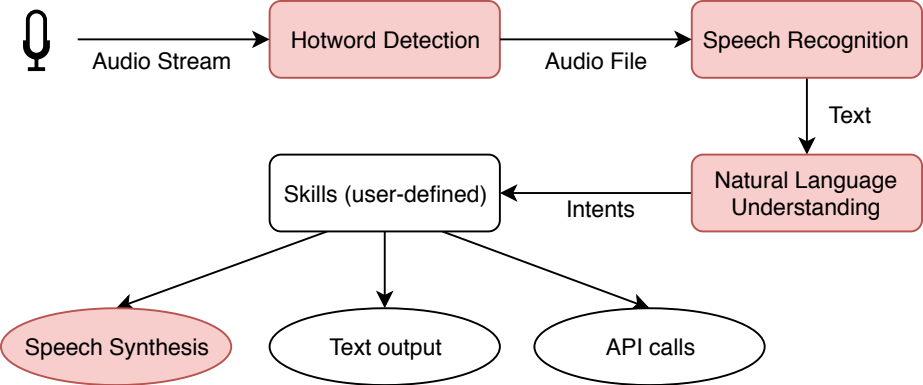 Hotword Detection
Speech Recognition
Audio Stream
Audio File
Text
Natural Language
Understanding
Skills (user-defined)
Intents
Speech Synthesis
Text output
API calls